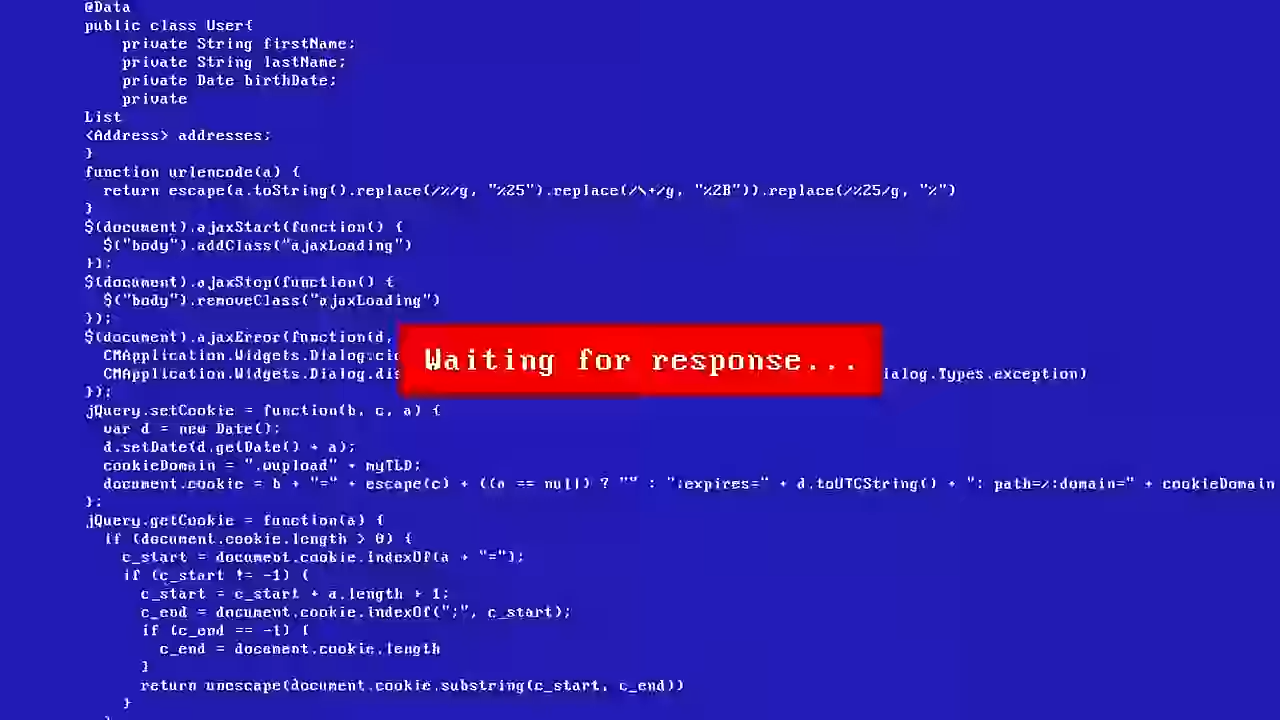 @Data
public class User{
private String firstName;
private String lastName;
private Date birthDate;
private
List
<Address> addresses;
}
function urlencode(a) {
return escape(a.toString().replace(/%/g, "%25").replace(/\+/g, "%2B")).replace(/%25/g, "%")
}
$(document).ajaxStart(function() {
$("body").addClass("ajaxLoading")
});
$(document).ajaxStop(function() {
$("body").removeClass("ajaxLoading")
});
$(document).ajaxError(function(d,
CMApplication.Widgets.Dialog.
Waiting for response...
CMApplication.Widgets.Dialog. ialog.Types.exception)
});
jQuery.setCookie = function(b, c, a) {
var d = new Date();
d.setDate(d.getDate() + a);
cookieDomain = ".wupload" + myTLD;
document.cookie = b + "=" + escape(c) + ((a == null) ? "" : ";expires=" + d.toUTCString() + "; path=/;domain=" + cookieDomain
};
jQuery.getCookie = function(a) {
if (document.cookie.length > 0) {
c_start = document.cookie.indexOf(a + "=");
if (c_start != -1) {
c_start = c_start + a.length + 1;
c_end = document.cookie.indexOf(";", c_start);
if (c_end == -1) {
c_end = document.cookie.length
}
return unescape(document.cookie.substring(c_start, c_end))
}